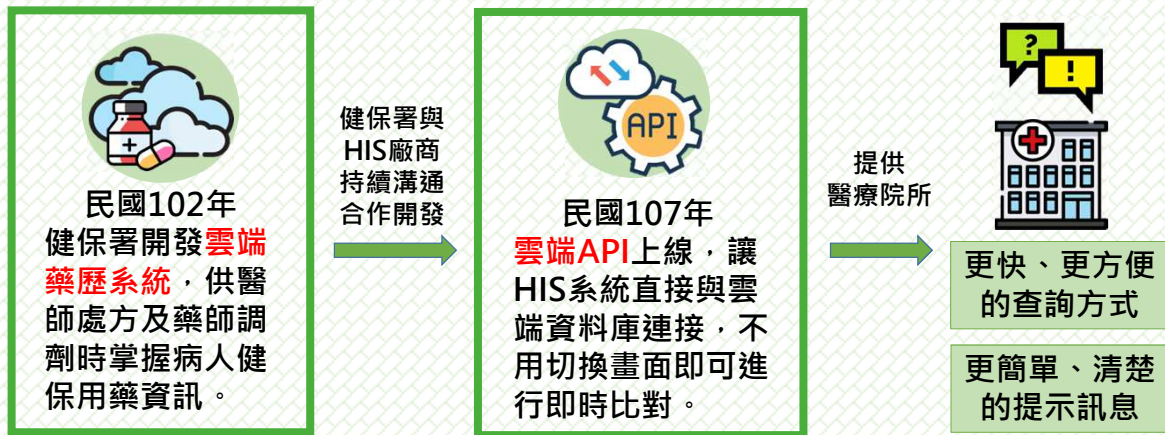 民國102年
健保署開發雲端
藥歷系統，供醫
師處方及藥師調
劑時掌握病人健
保用藥資訊。
健保署與
HIS廠商
持續溝通
合作開發
API
民國107年
雲端API上線，讓
HIS系統直接與雲
端資料庫連接，不
用切換畫面即可進
行即時比對。
提供
醫療院所
?
!
更快、更方便
的查詢方式
更簡單、清楚
的提示訊息